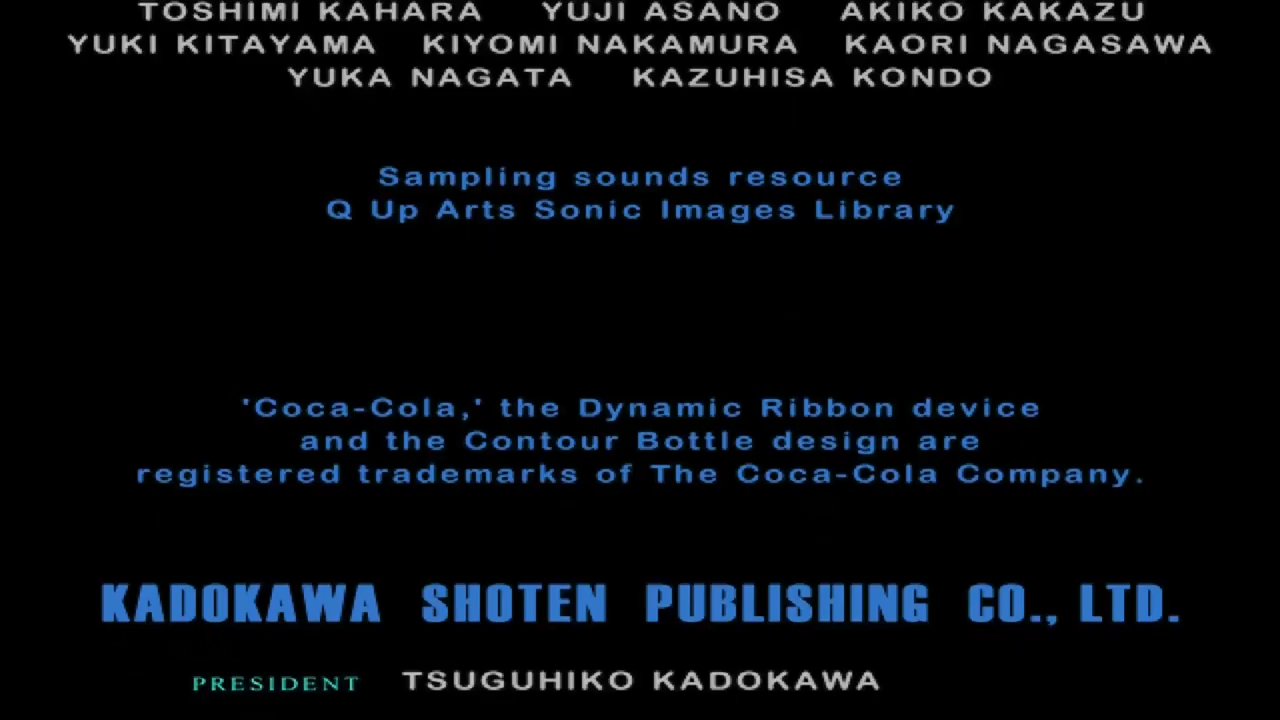 TOSHIMI KAHARA YUJI ASANO AKIKO KAKAZU
YUKI KITAYAMA KIYOMI NAKAMURA KAORI NAGASAWA
YUKA NAGATA KAZUHISA KONDO
Sampling sounds resource
Q Up Arts Sonic Images Library
'Coca-Cola,' the Dynamic Ribbon device
and the Contour Bottle design are
registered trademarks of The Coca-Cola Company.
KADOKAWA SHOTEN PUBLISHING CO., LTD.
PRESIDENT TSUGUHIKO KADOKAWA